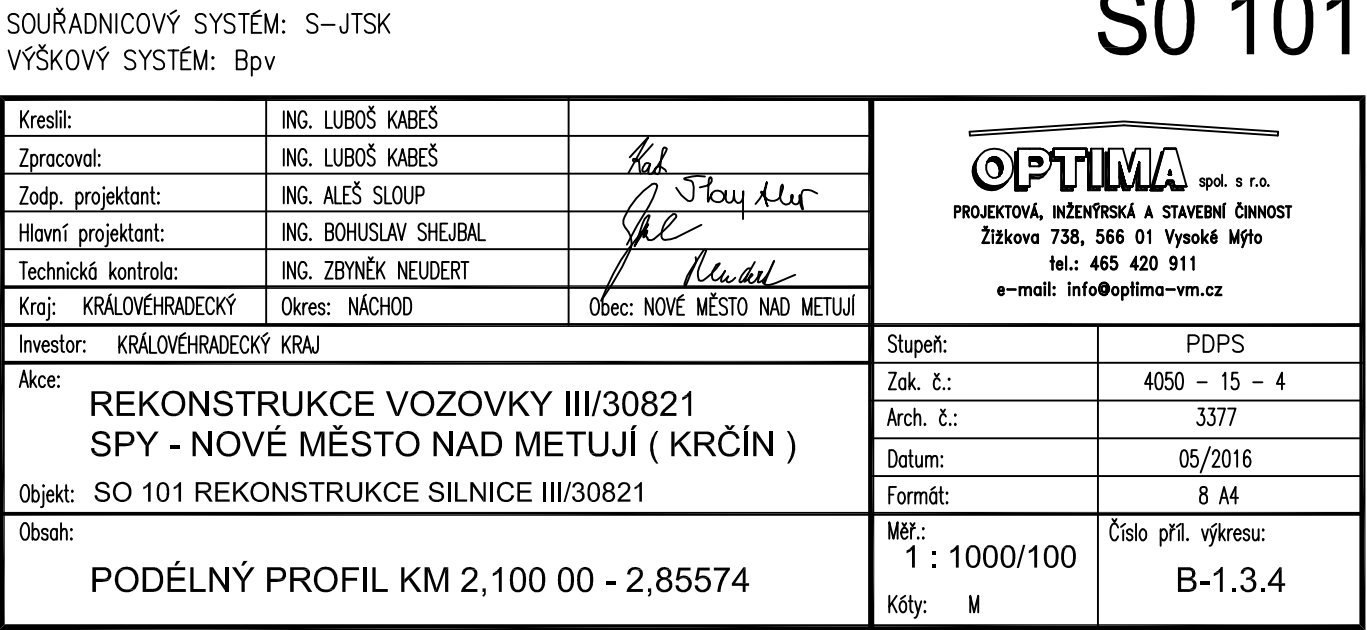 SOUŘADNICOVÝ SYSTÉM: S-JTSK
VÝŠKOVÝ SYSTÉM: Bpv
SO 101
Kreslil: ING. LUBOŠ KABEŠ
Zpracoval: ING. LUBOŠ KABEŠ
Zodp. projektant: ING. ALEŠ SLOUP
Hlavní projektant: ING. BOHUSLAV SHEJBAL
Technická kontrola: ING. ZBYNĚK NEUDERT
Neudert
Kraj: KRÁLOVÉHRADECKÝ Okres: NÁCHOD Obec: NOVÉ MĚSTO NAD METUJÍ
OPTIMA spol. s r.o.
PROJEKTOVÁ, INŽENÝRSKÁ A STAVEBNÍ ČINNOST
Žižkova 738, 566 01 Vysoké Mýto
tel.: 465 420 911
e-mail: info@optima-vm.cz
Investor: KRÁLOVÉHRADECKÝ KRAJ
Akce:
REKONSTRUKCE VOZOVKY III/30821
SPY - NOVÉ MĚSTO NAD METUJÍ ( KRČÍN )
Objekt: SO 101 REKONSTRUKCE SILNICE III/30821
Obsah:
PODÉLNÝ PROFIL KM 2,100 00 - 2,85574
Stupeň: PDPS
Zak. č.: 4050 - 15 - 4
Arch. č.: 3377
Datum: 05/2016
Formát: 8 A4
Měř.:
1 : 1000/100
Kóty: M
Číslo příl. výkresu:
B-1.3.4